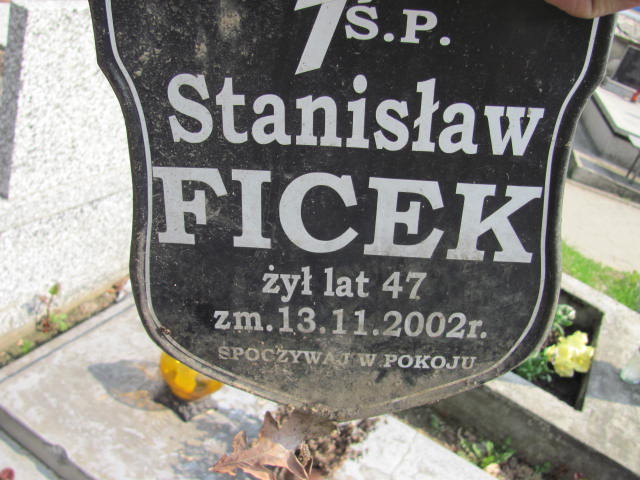 Ś.P.
Stanisław
FICEK
żył lat 47
zm.13.11.2002r.
SPOCZYWAJ W POKOJU